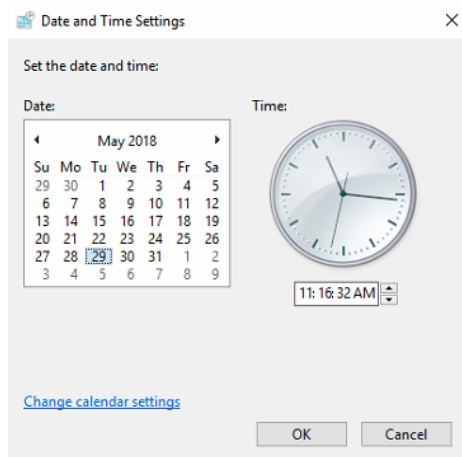 Date and Time Settings
Set the date and time:
Date:
Time:
May 2018
Su Mo Tu We Th Fr Sa
29 30 1 2 3 4 5
6 7 8 9 10 11 12
13 14 15 16 17 18 19
20 21 22 23 24 25 26
27 28 29 30 31 1 2
3 4 5 6 7 8 9
11:16:32 AM
Change calendar settings
OK Cancel